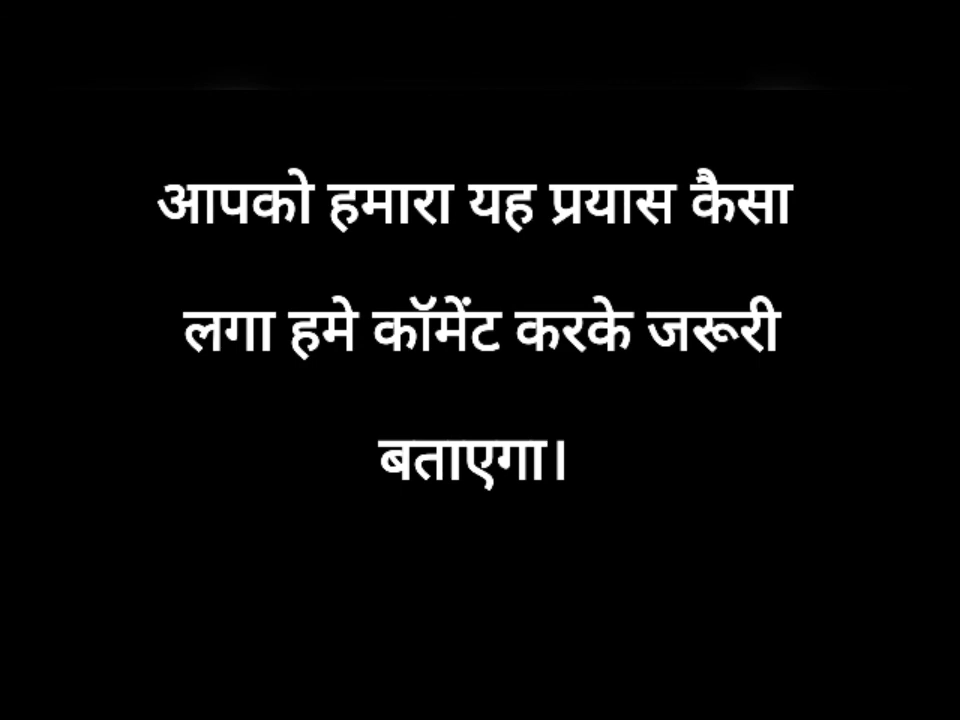 आपको हमारा यह प्रयास कैसा
लगा हमे कॉमेंट करके जरूरी
बताएगा।